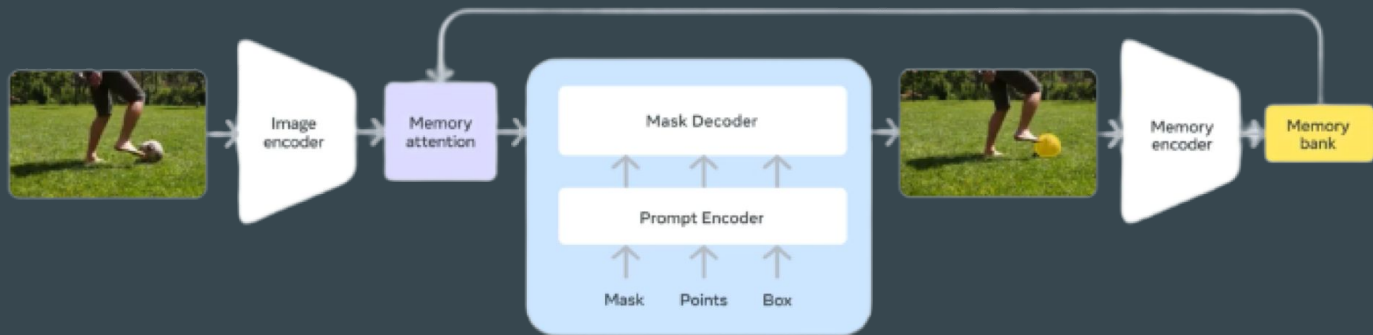 Image
encoder
Memory
attention
Mask Decoder
Prompt Encoder
Mask
Points
Box
Memory
encoder
Memory
bank